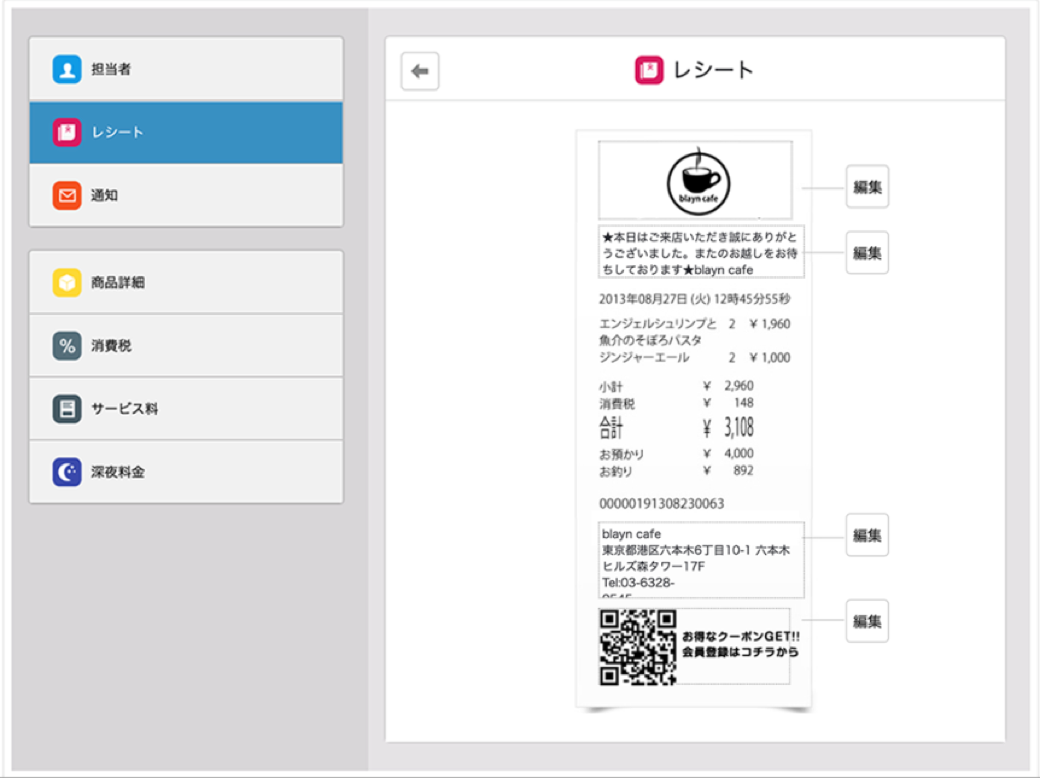 担当者
レシート
通知
商品詳細
%
消費税
サービス料
深夜料金
レシート
blayn cafe
編集
★本日はご来店いただき誠にありがと
うございました。またのお越しをお待
ちしております★blayn cafe
編集
2013年08月27日 (火) 12時45分55秒
エンジェルシュリンプと 2 ¥ 1,960
魚介のそぼろパスタ
ジンジャーエール 2 ¥ 1,000
小計 ¥ 2,960
消費税 ¥ 148
合計 ¥ 3,108
お預かり ¥ 4,000
お釣り ¥ 892
00000191308230063
blayn cafe
東京都港区六本木6丁目10-1 六本木
ヒルズ森タワー17F
Tel:03-6328-
編集
お得なクーポンGET!!
会員登録はコチラから
編集